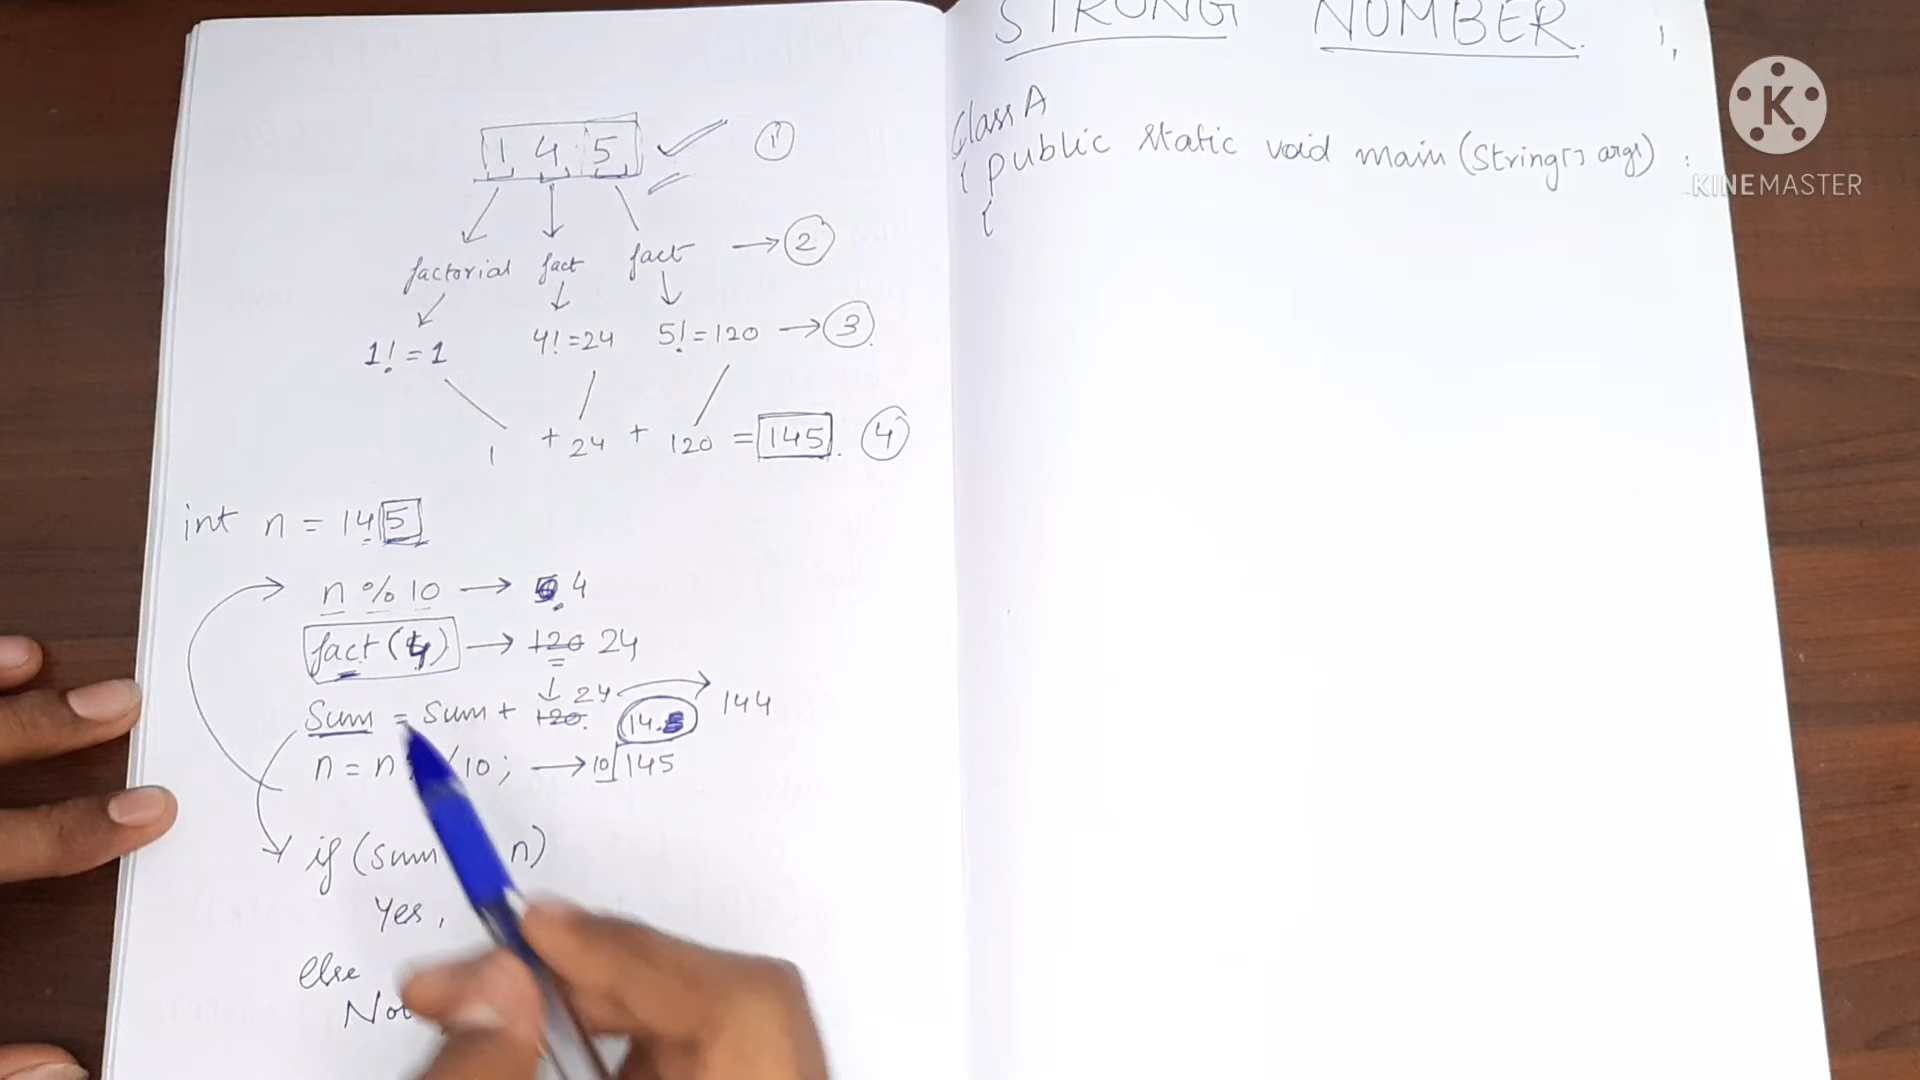 STRONG NUMBER.
1 4 5 1
factorial fact fact → 2
1! = 1 4! = 24 5! = 120 → 3
1 + 24 + 120 = 145. 4
int n = 145
n % 10 → 4
fact(4) → 120 24
24
Sum = Sum + 120. 14. 144
n = n / 10; → 10 145
if (sum n)
Yes,
else
Not
Class A
{ public static void main (String[] args)
{
K
KINEMASTER